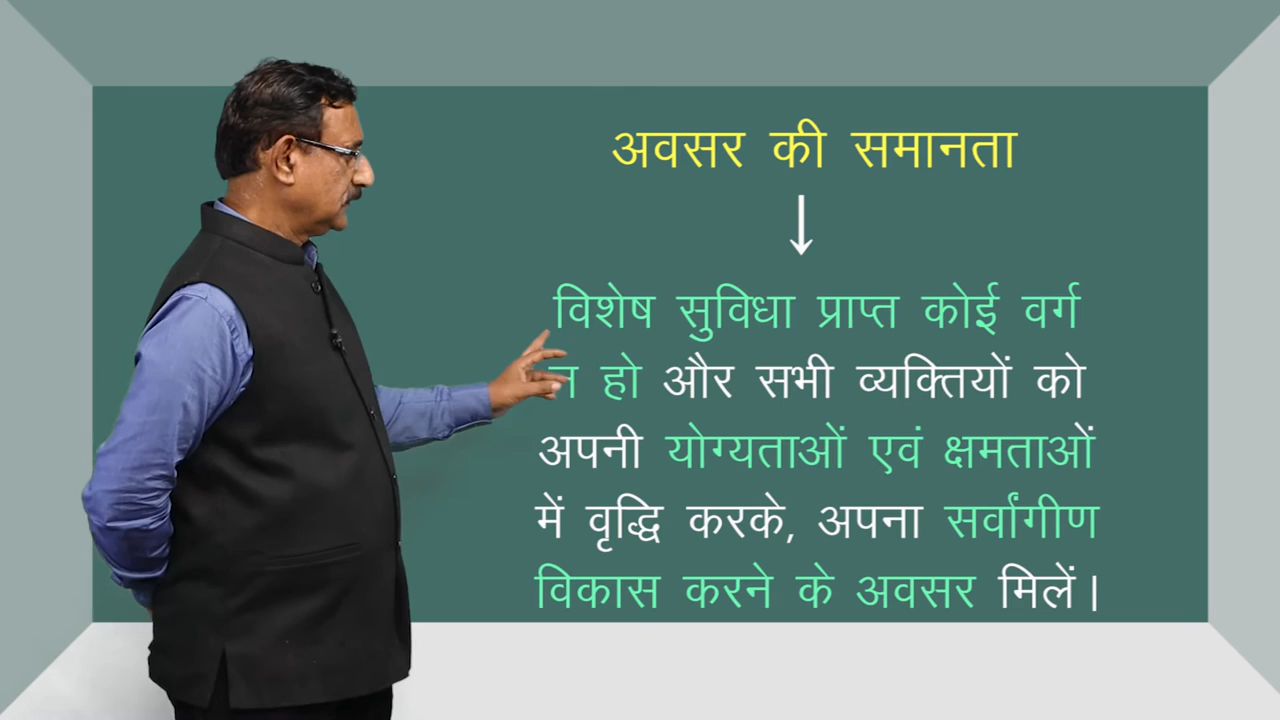 अवसर की समानता
↓
विशेष सुविधा प्राप्त कोई वर्ग
न हो और सभी व्यक्तियों को
अपनी योग्यताओं एवं क्षमताओं
में वृद्धि करके, अपना सर्वांगीण
विकास करने के अवसर मिलें।